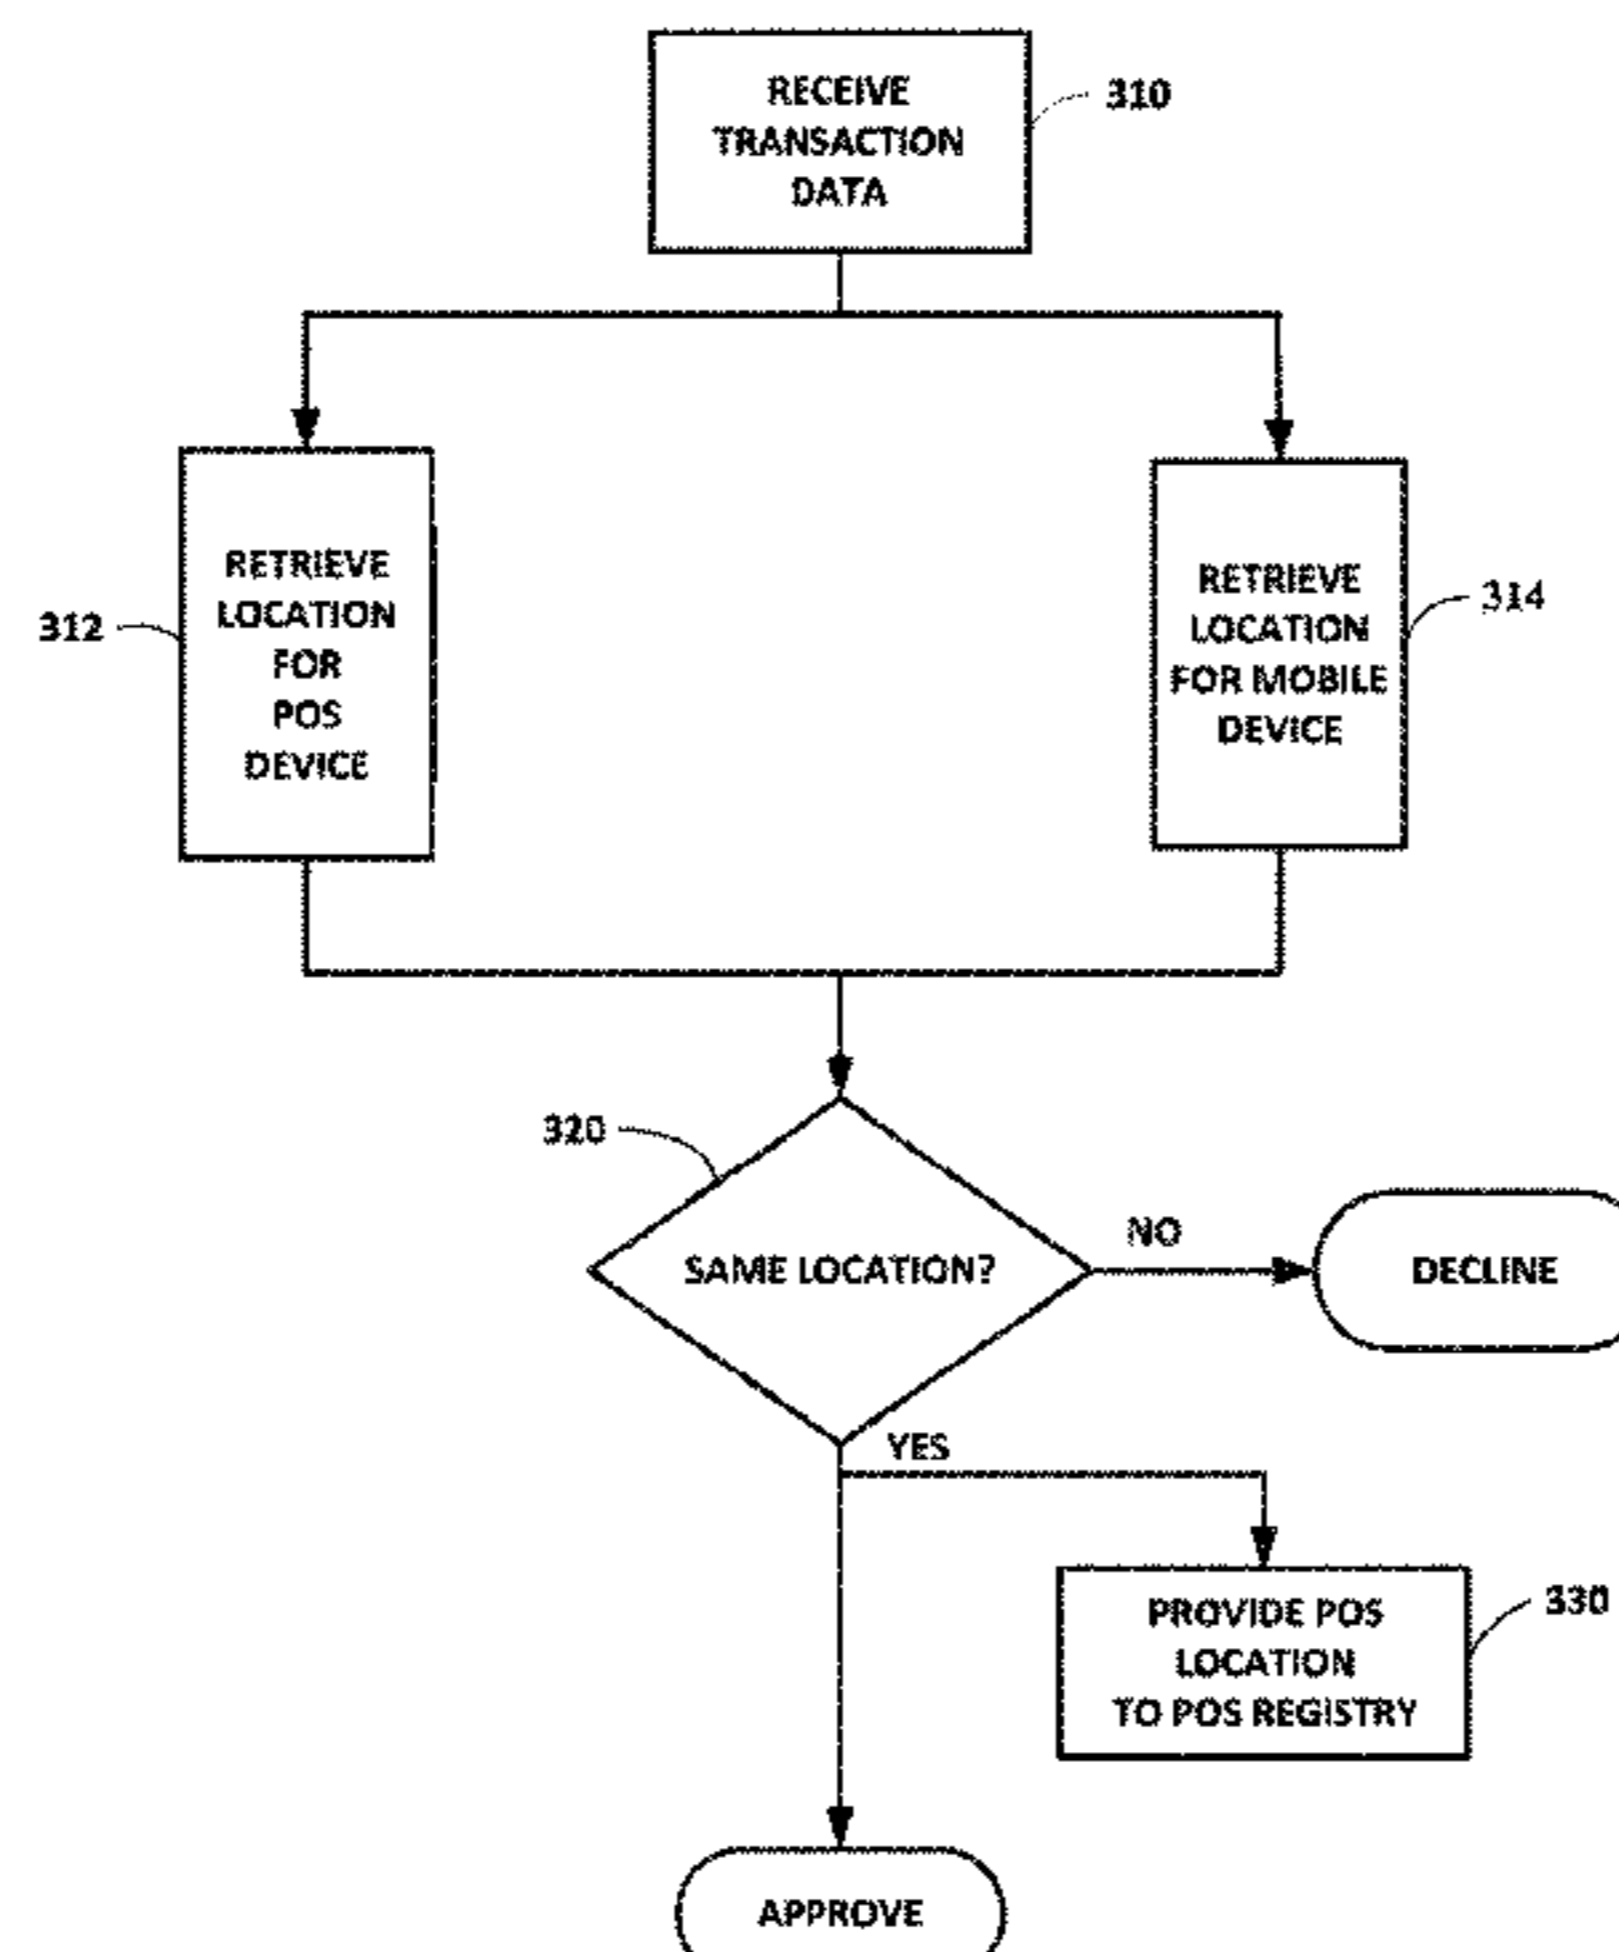 RECEIVE
TRANSACTION
DATA
310
RETRIEVE
LOCATION
FOR
POS
DEVICE
312
RETRIEVE
LOCATION
FOR MOBILE
DEVICE
314
320
SAME LOCATION?
NO
DECLINE
YES
PROVIDE POS
LOCATION
TO POS REGISTRY
330
APPROVE